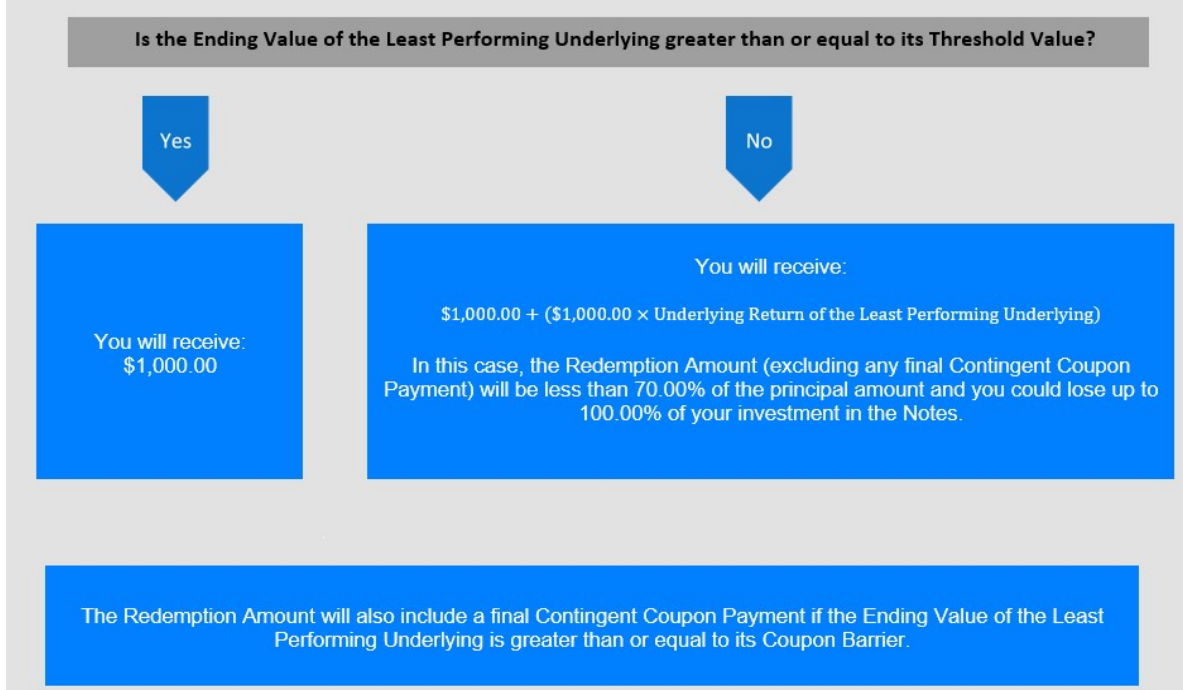 Is the Ending Value of the Least Performing Underlying greater than or equal to its Threshold Value?
Yes
No
You will receive:
$1,000.00
You will receive:
$1,000.00 + ($1,000.00 × Underlying Return of the Least Performing Underlying)
In this case, the Redemption Amount (excluding any final Contingent Coupon
Payment) will be less than 70.00% of the principal amount and you could lose up to
100.00% of your investment in the Notes.
The Redemption Amount will also include a final Contingent Coupon Payment if the Ending Value of the Least
Performing Underlying is greater than or equal to its Coupon Barrier.